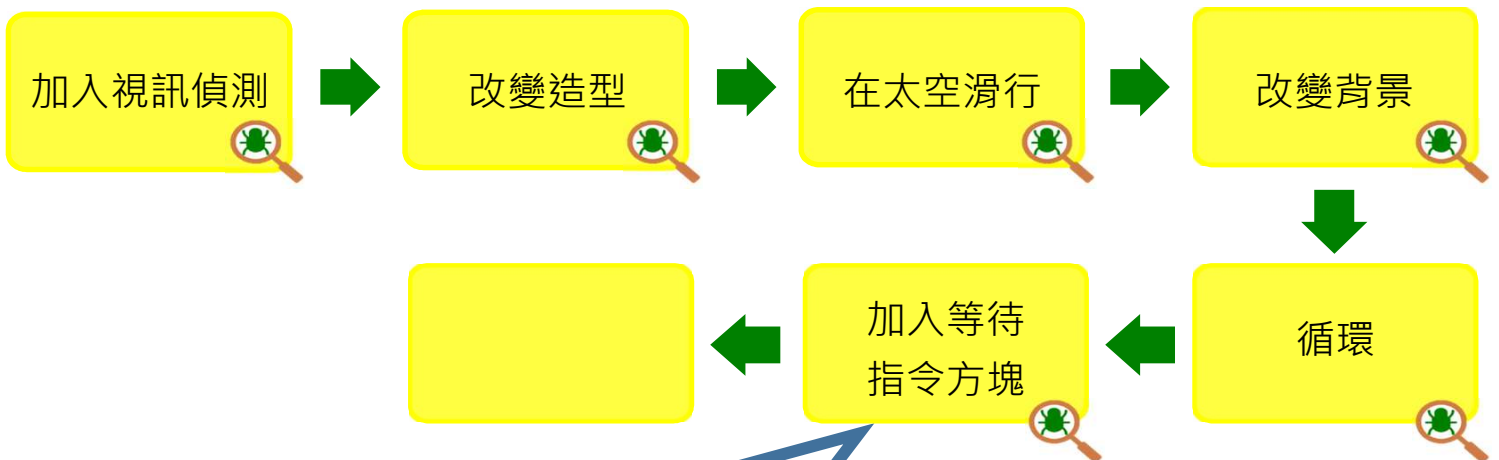 加入視訊偵測
改變造型
在太空滑行
改變背景
循環
加入等待
指令方塊